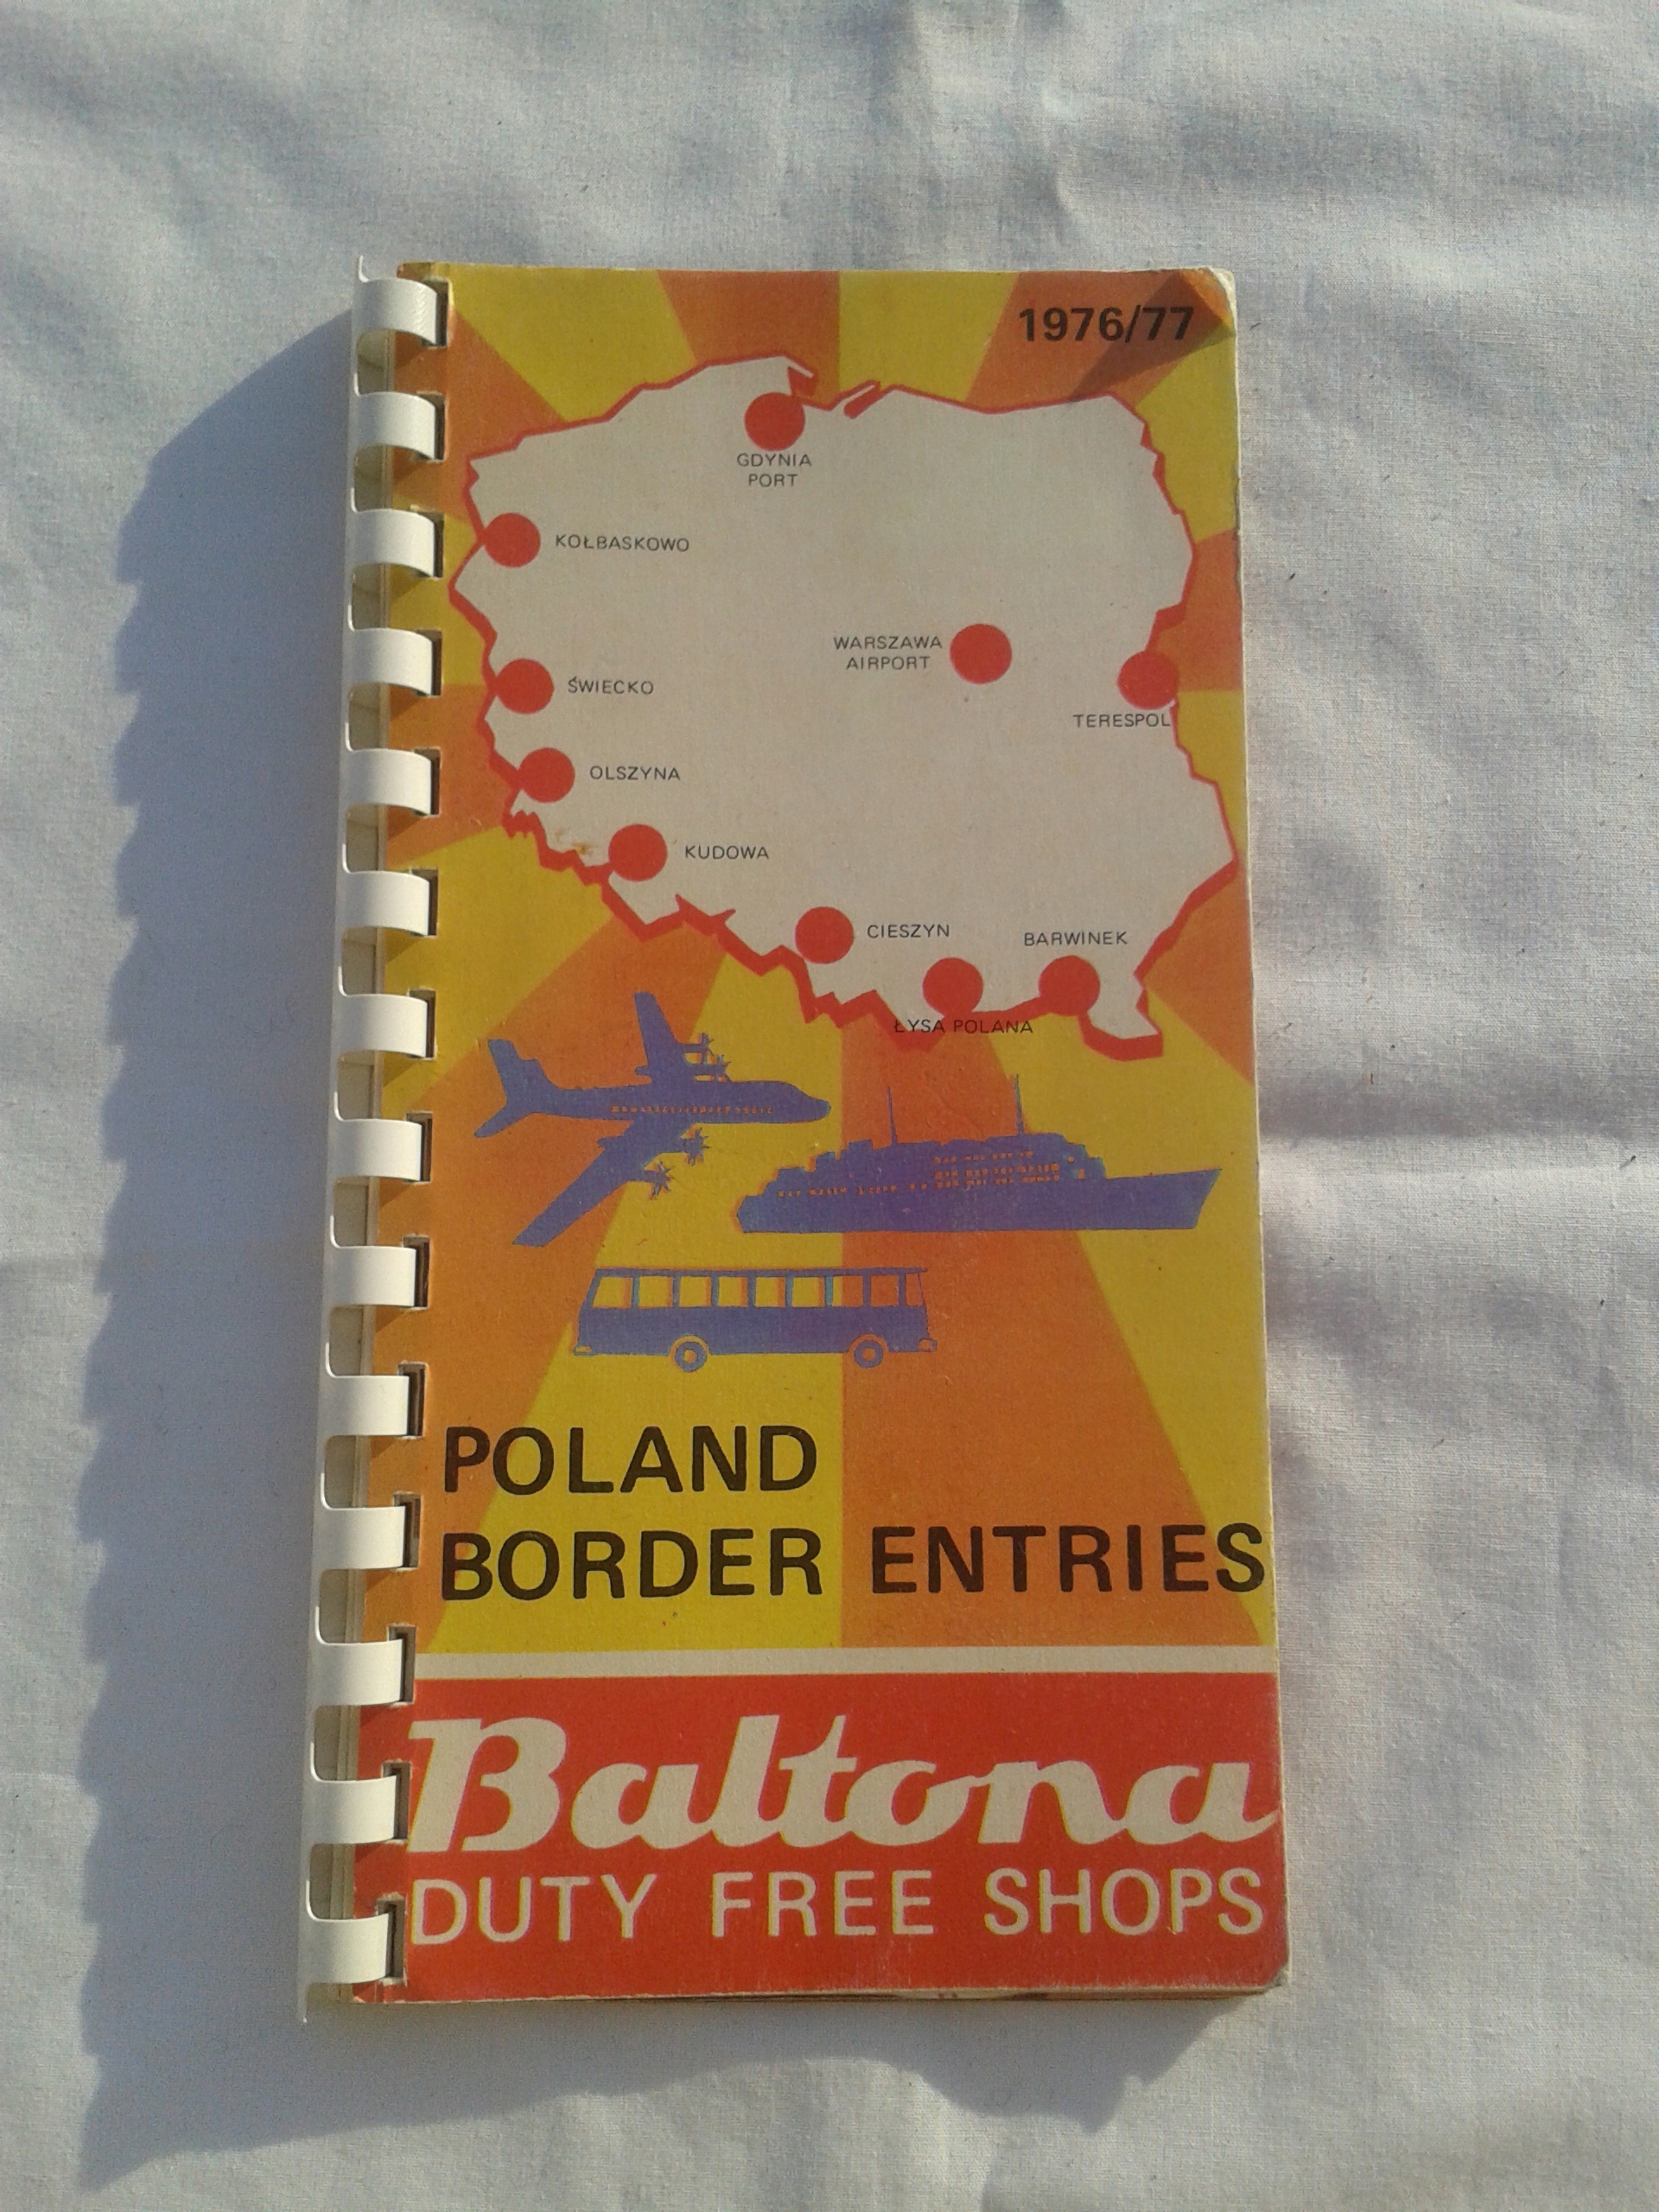 1976/77
GDYNIA
PORT
KOŁBASKOWO
WARSZAWA
AIRPORT
ŚWIECKO
TERESPOL
OLSZYNA
KUDOWA
CIESZYN
BARWINEK
ŁYSA POLANA
POLAND
BORDER ENTRIES
Baltona
DUTY FREE SHOPS